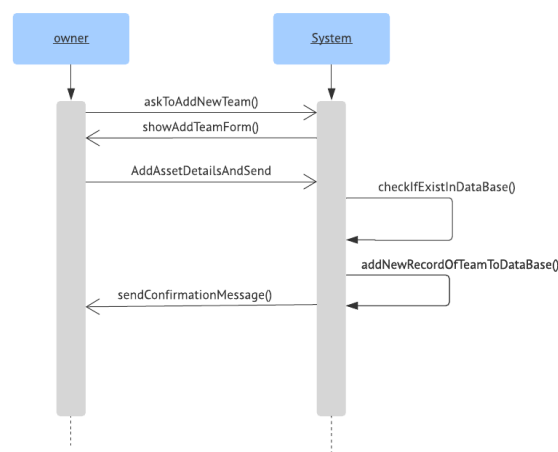 owner
System
askToAddNewTeam()
showAddTeamForm()
AddAssetDetailsAndSend
checkIfExistInDataBase()
addNewRecordOfTeamToDataBase()
sendConfirmationMessage()